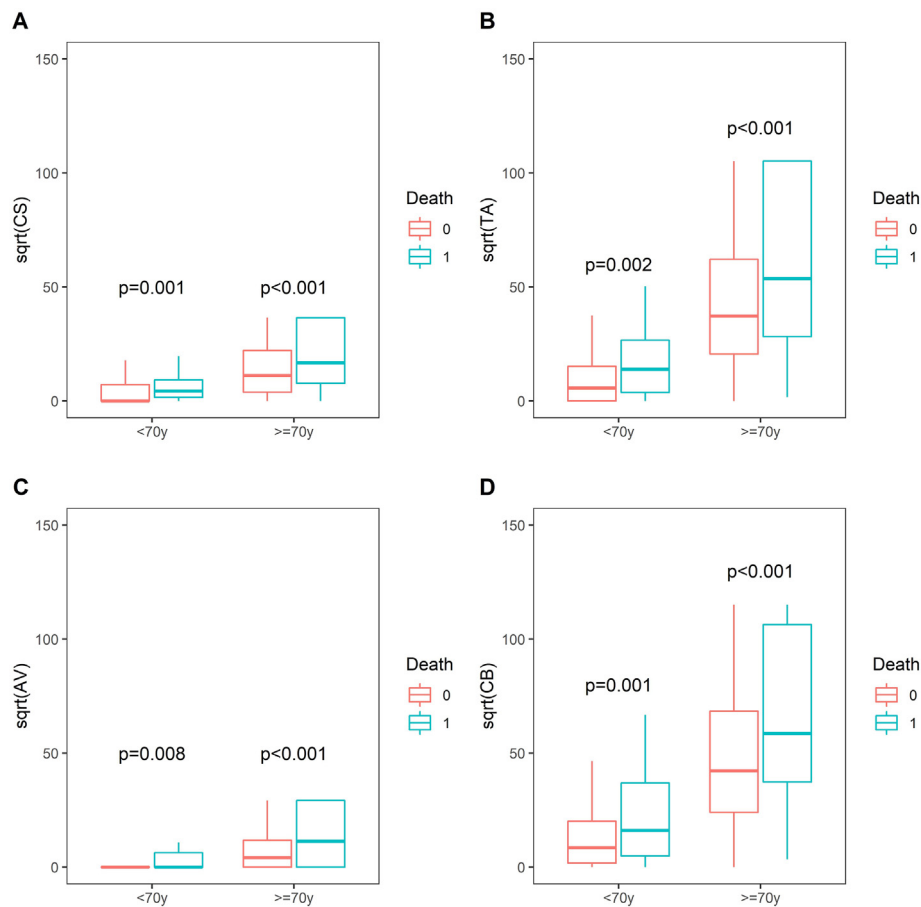 A
sqrt(CS)
150
100
50
0
p=0.001
p<0.001
<70y
>=70y
Death
0
1
B
sqrt(TA)
150
100
50
0
p=0.002
p<0.001
<70y
>=70y
Death
0
1
C
sqrt(AV)
150
100
50
0
p=0.008
p<0.001
<70y
>=70y
Death
0
1
D
sqrt(CB)
150
100
50
0
p=0.001
p<0.001
<70y
>=70y
Death
0
1